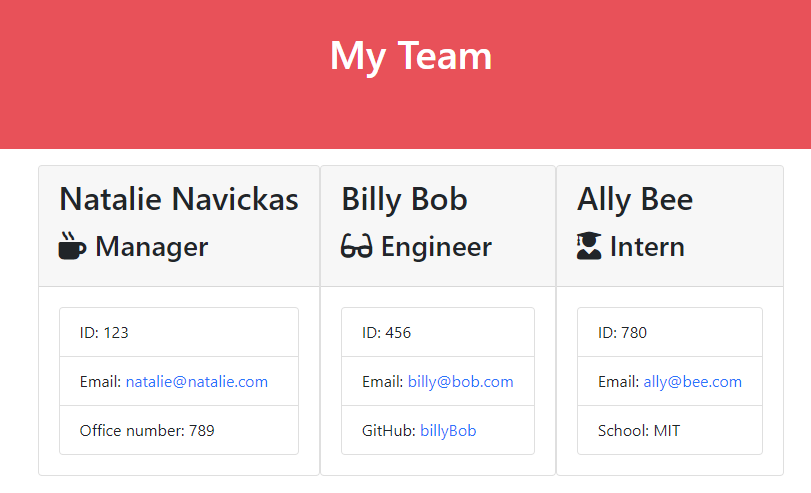 My Team
Natalie Navickas
Manager
ID: 123
Email: natalie@natalie.com
Office number: 789
Billy Bob
Engineer
ID: 456
Email: billy@bob.com
GitHub: billyBob
Ally Bee
Intern
ID: 780
Email: ally@bee.com
School: MIT